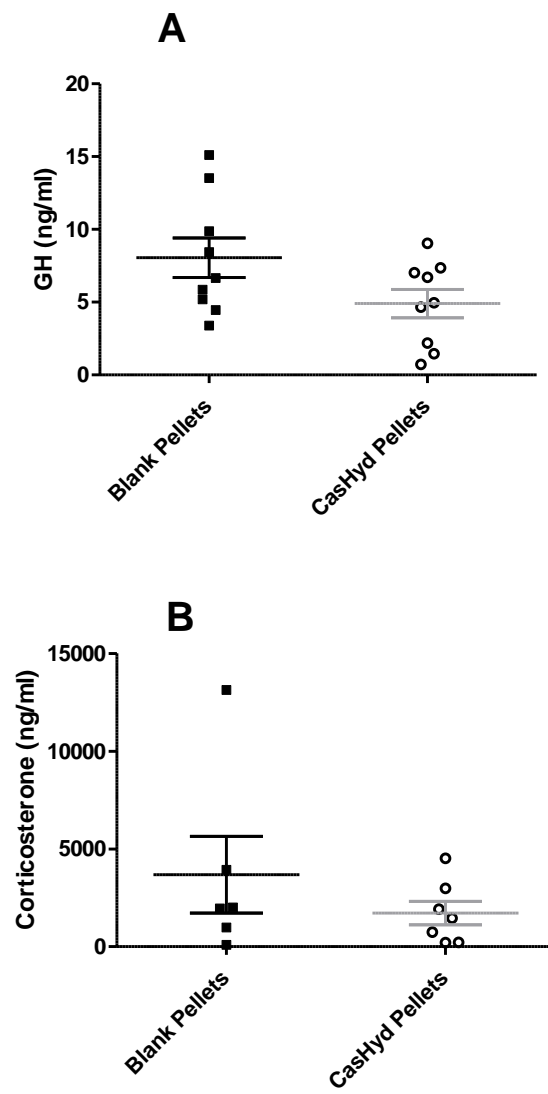 A
20
15
10
5
0
GH (ng/ml)
Blank Pellets
CasHyd Pellets
B
15000
10000
5000
0
Corticosterone (ng/ml)
Blank Pellets
CasHyd Pellets